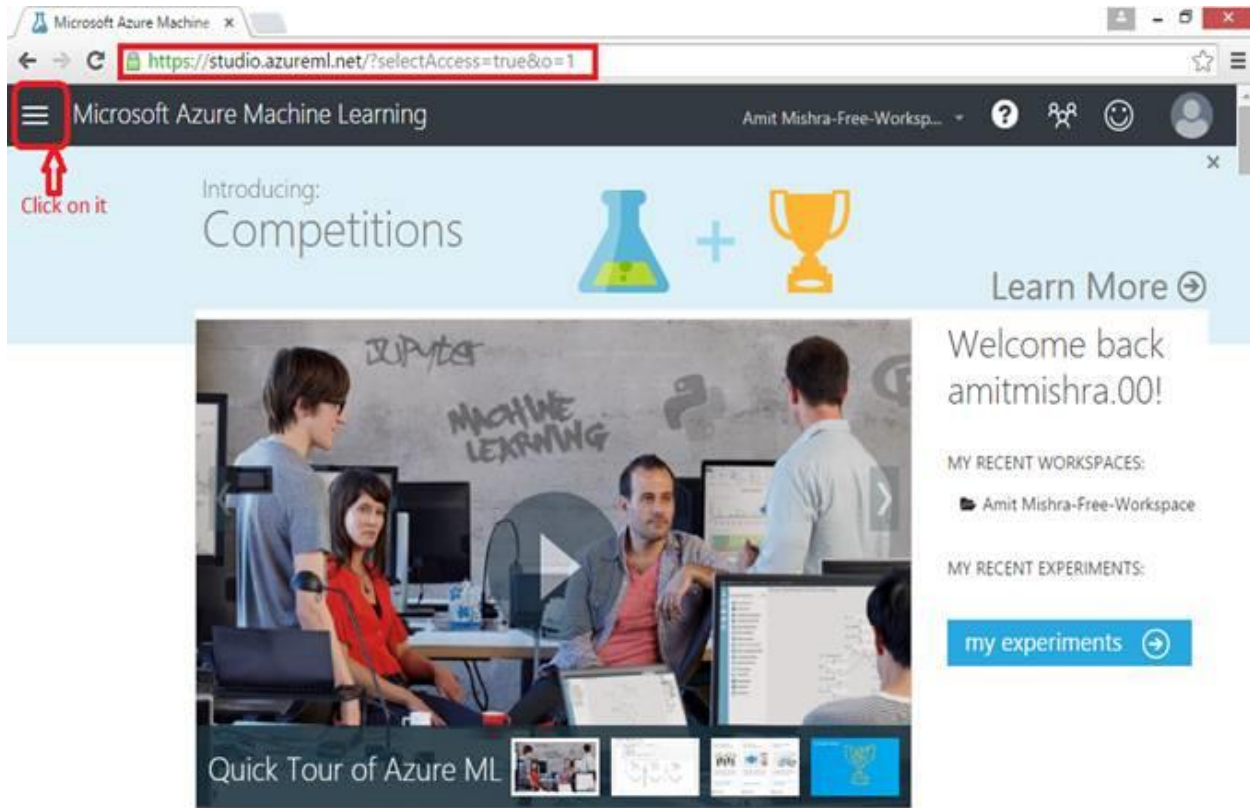 Microsoft Azure Machine
https://studio.azureml.net/?selectAccess=true&o=1
Microsoft Azure Machine Learning
Amit Mishra-Free-Worksp...
?
Click on it
Introducing:
Competitions
Learn More
JUPyter
MACHINE
LEARNING
R
Welcome back
amitmishra.00!
MY RECENT WORKSPACES:
Amit Mishra-Free-Workspace
MY RECENT EXPERIMENTS:
my experiments
Quick Tour of Azure ML